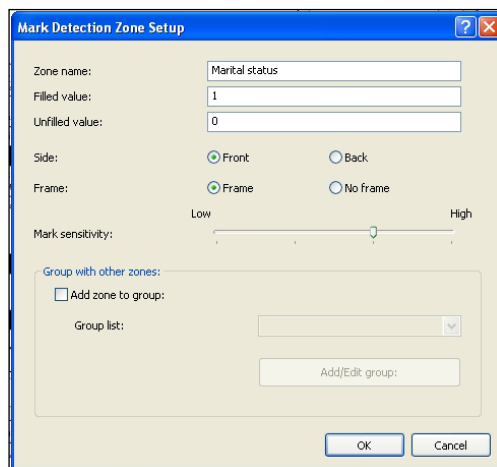 Mark Detection Zone Setup
Zone name: Marital status
Filled value: 1
Unfilled value: 0
Side: Front Back
Frame: Frame No frame
Low High
Mark sensitivity:
Group with other zones:
Add zone to group:
Group list:
Add/Edit group:
OK Cancel